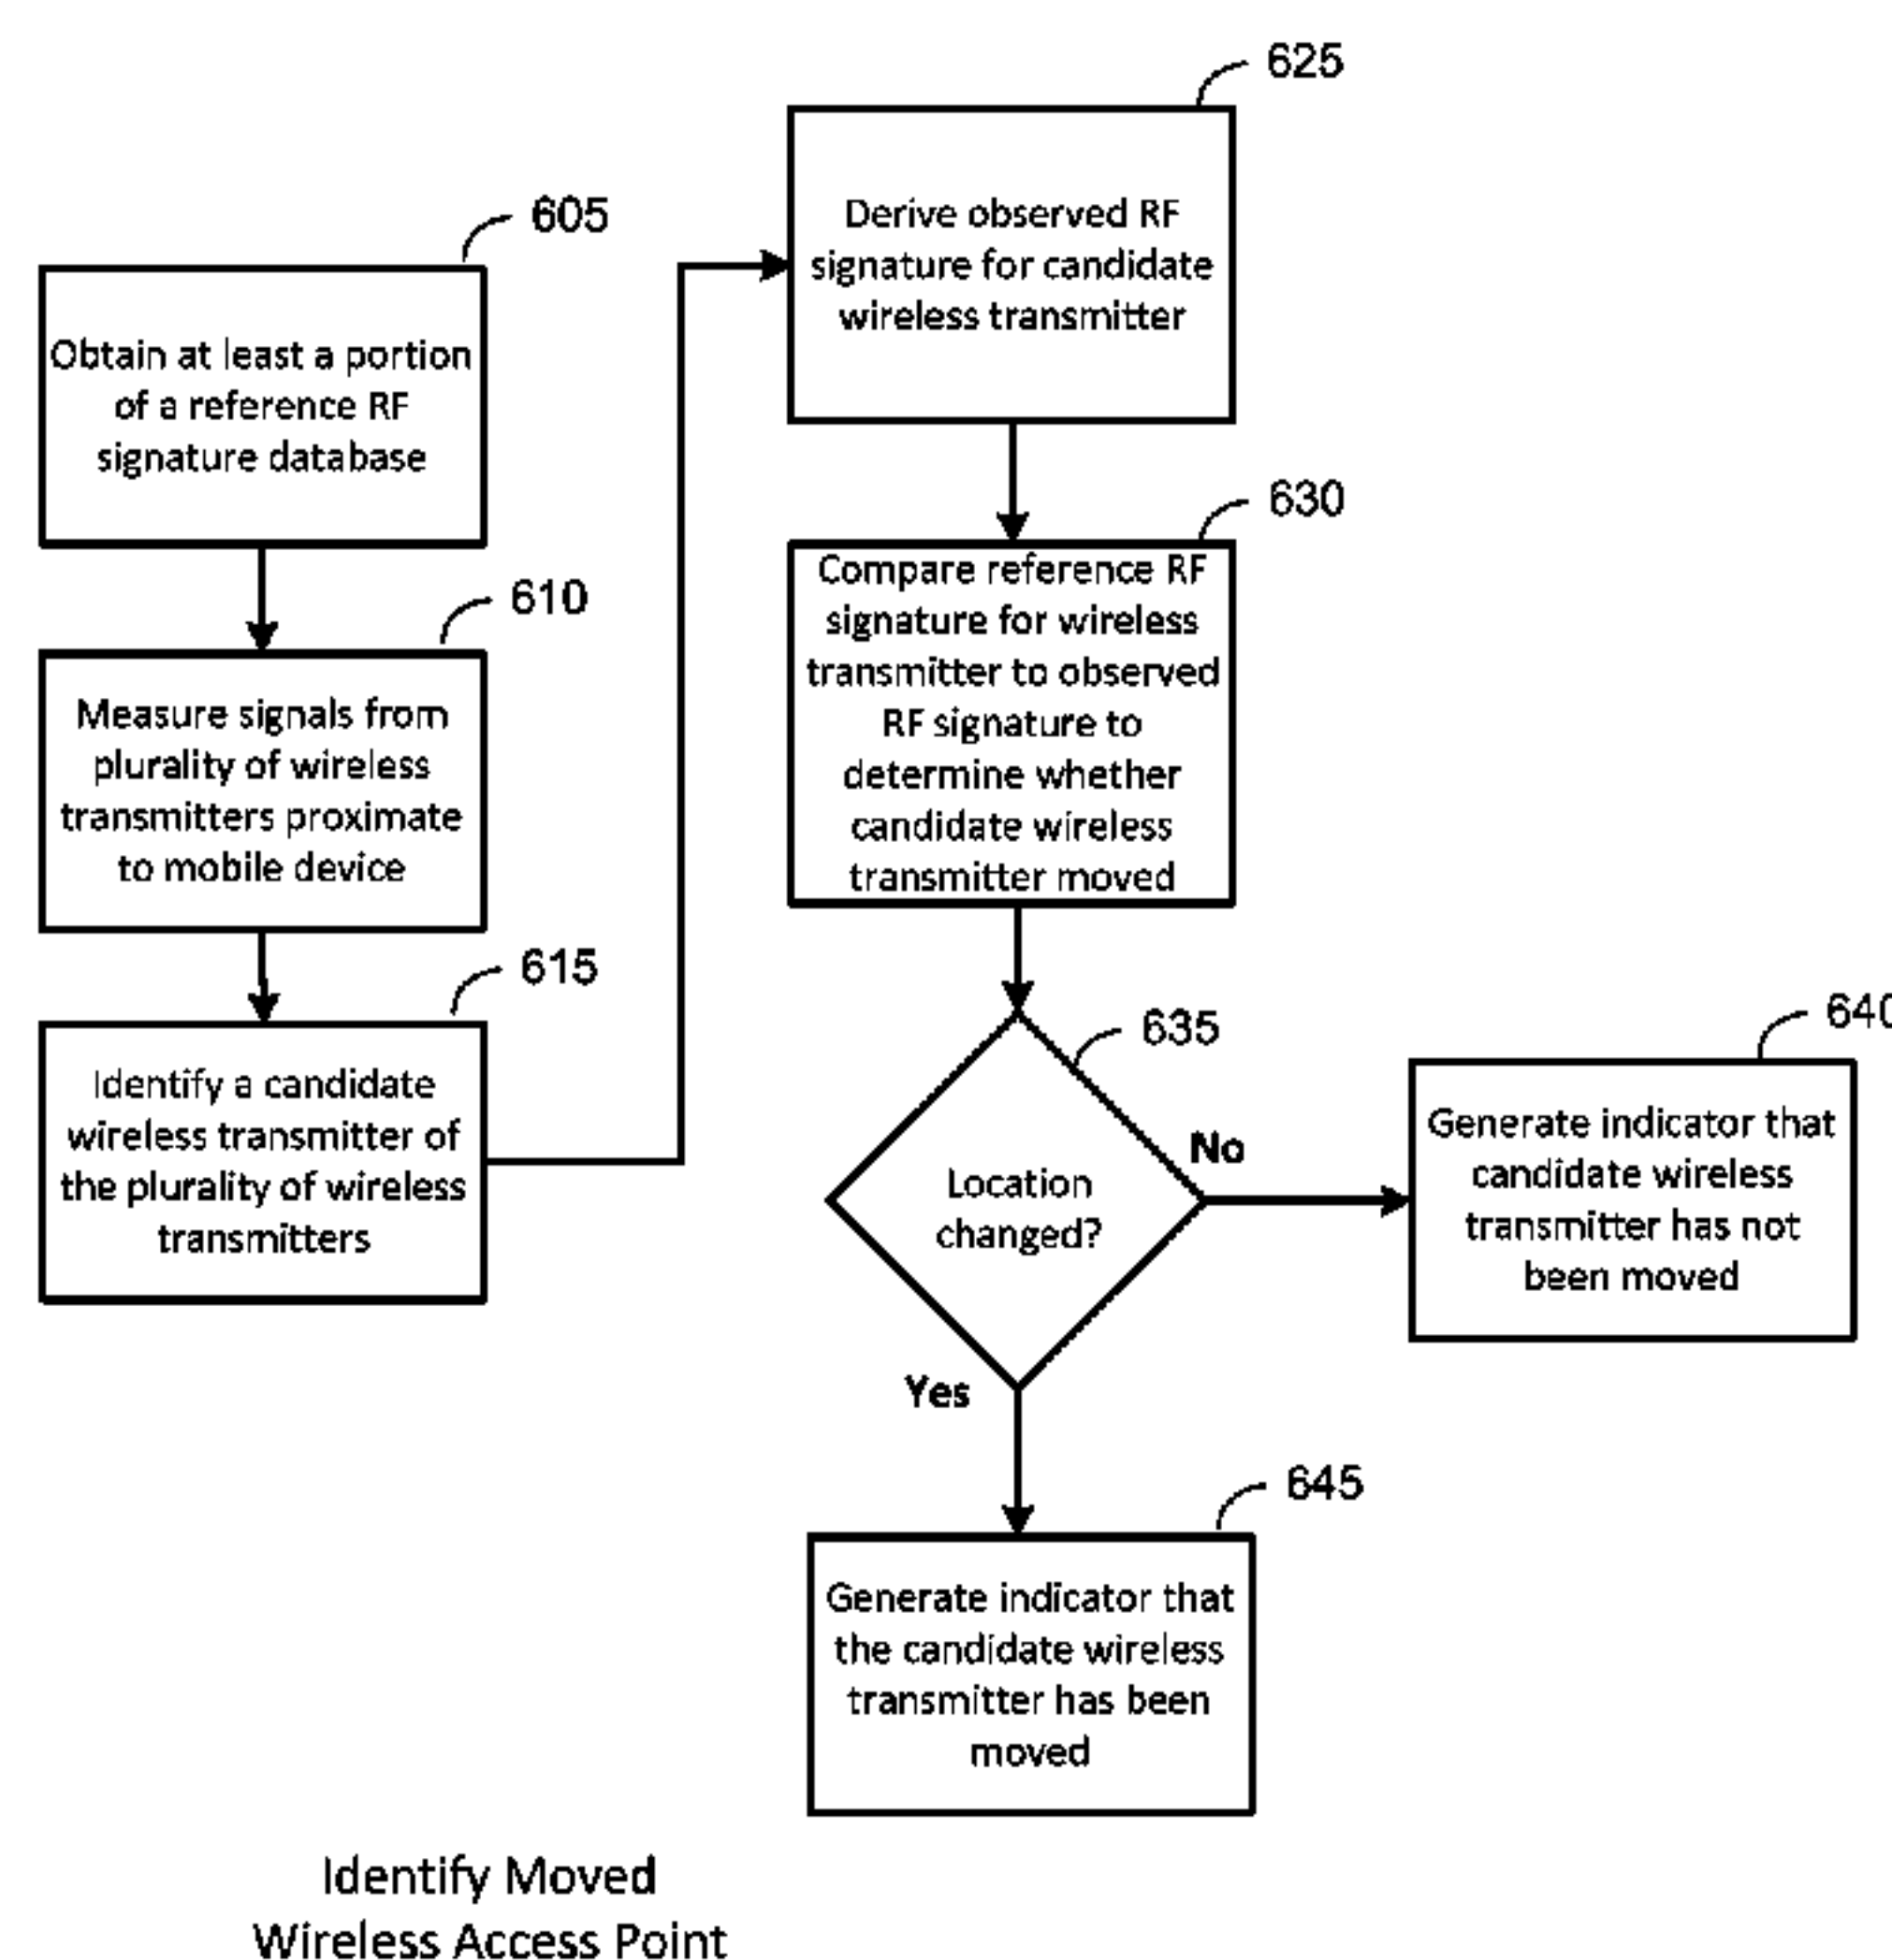 605
Obtain at least a portion
of a reference RF
signature database
610
Measure signals from
plurality of wireless
transmitters proximate
to mobile device
615
Identify a candidate
wireless transmitter of
the plurality of wireless
transmitters
625
Derive observed RF
signature for candidate
wireless transmitter
630
Compare reference RF
signature for wireless
transmitter to observed
RF signature to
determine whether
candidate wireless
transmitter moved
635
Location
changed?
No
640
Generate indicator that
candidate wireless
transmitter has not
been moved
Yes
645
Generate indicator that
the candidate wireless
transmitter has been
moved
Identify Moved
Wireless Access Point